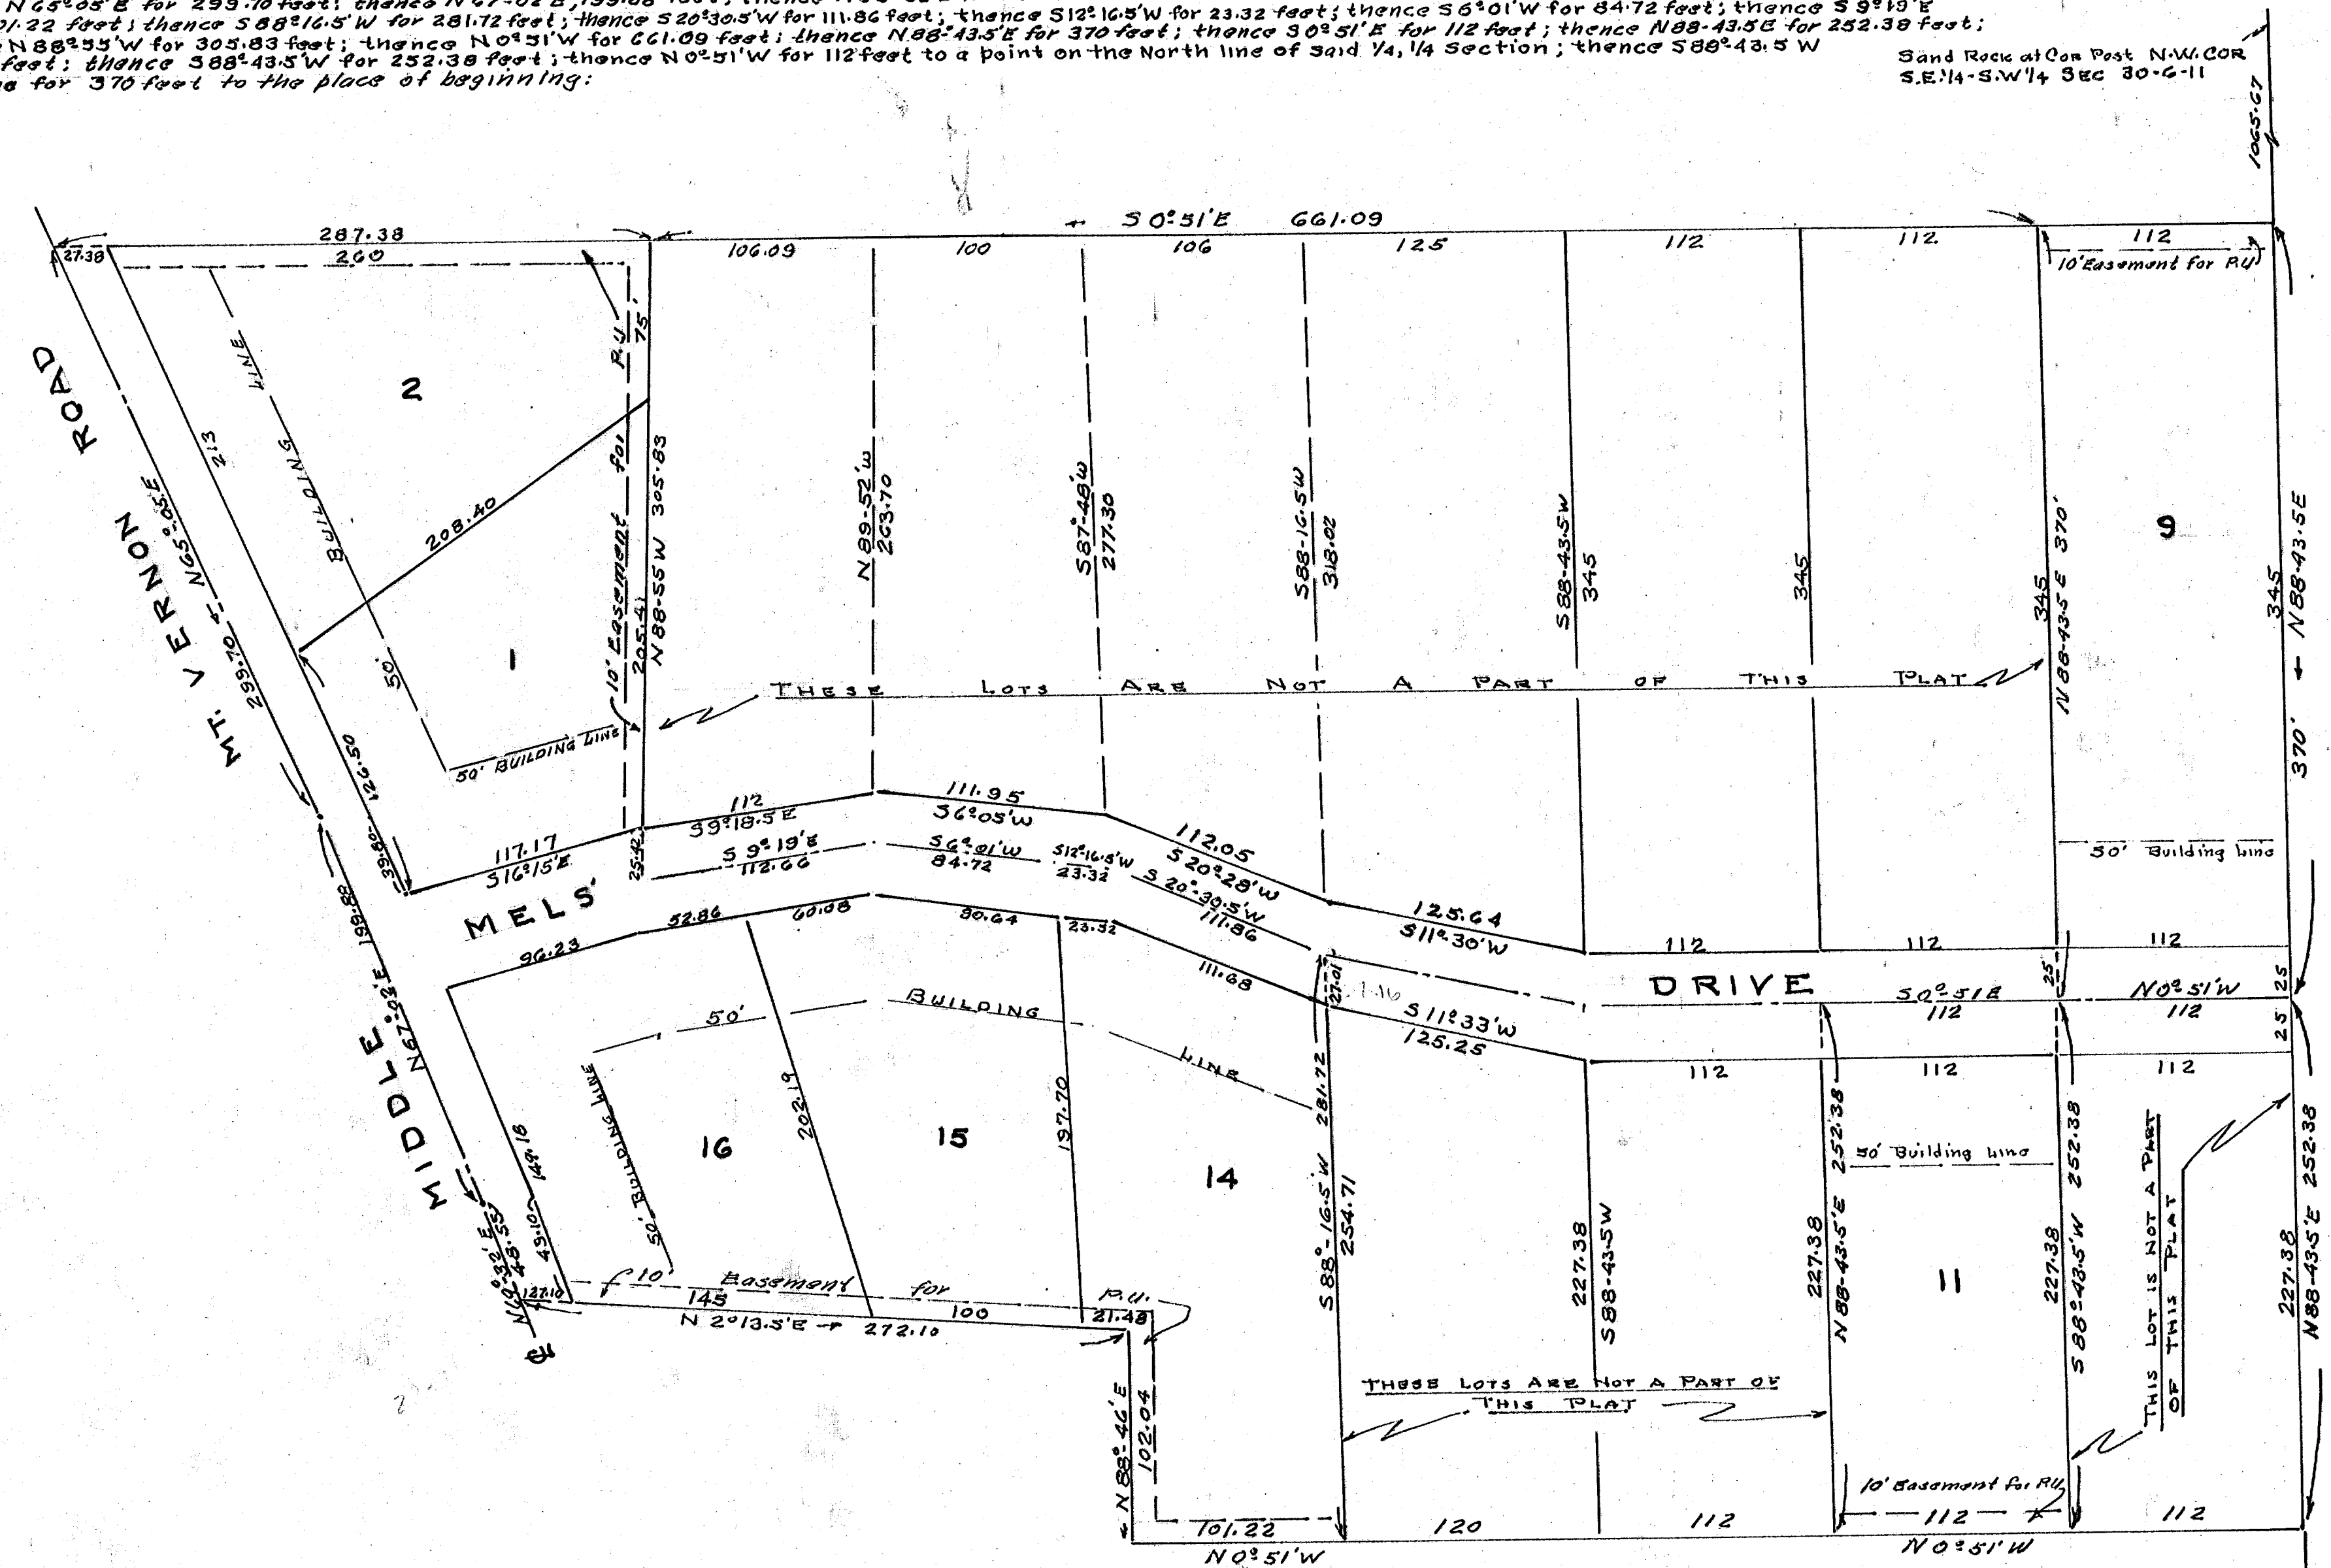 feet; thence S88°16.5'W for 281.72 feet; thence S20°30.5'W for 111.86 feet; thence S12°16.5'W for 23.32 feet; thence S6°01'W for 84.72 feet; thence S9°19'E
N88°55'W for 305.83 feet; thence N0°51'W for 661.09 feet; thence N.88°43.5'E for 370 feet; thence S0°51'E for 112 feet; thence N88-43.5E for 252.38 feet;
feet; thence S88°43.5'W for 252.38 feet; thence N0°51'W for 112 feet to a point on the North line of Said 1/4, 1/4 Section; thence S88°43.5 W
for 370 feet to the place of beginning:
Sand Rock at Cor Post N.W.COR
S.E.1/4-S.W1/4 SEC 30-6-11
1065.67
287.38
27.38
260
← S0°51'E 661.09
106.09
100
106
125
112
112
112
10' Easement for P.U.
MT. VERNON ROAD
N65°05'E
299.70
213
BUILDING LINE
50'
2
208.40
10' Easement for P.U.
75'
205.41
N88-55W 305.83
N89-52'W
263.70
S87°-48'W
277.30
S88-16.5W
318.02
S88-43.5W
345
345
345
N88-43.5E 370'
9
345
← N88-43.5E
370'
1
50' BUILDING LINE
THESE LOTS ARE NOT A PART OF THIS PLAT
126.50
39.80
117.17
S16°15'E
112
S9°18.5E
111.95
S6°05'W
112.05
S20°28'W
125.64
S11°-30'W
112
112
112
50' Building Line
25.42
S9°19'E
112.66
S6°01'W
84.72
S12°16.5'W
23.32
S20°-30.5'W
111.86
MELS' DRIVE
S0°-51E
112
N0°51'W
112
25
25
25
MIDDLE
N67°-02'E 199.88
96.23
52.86
60.08
90.64
23.32
111.68
27.01
S11°33'W
125.25
112
112
112
50' BUILDING LINE
50' BUILDING LINE
149.18
49.10
16
202.19
15
197.70
14
S88°-16.5'W 281.72
254.71
227.38
S88-43.5W
227.38
N88-43.5'E 252.38
50' Building Line
11
227.38
S88°43.5'W 252.38
THIS LOT IS NOT A PART
OF THIS PLAT
227.38
N88-43.5'E 252.38
48.55
127.10
10' Easement for P.U.
145
100
21.48
N2°13.5'E → 272.10
← N88°-46'E
102.04
THESE LOTS ARE NOT A PART OF
THIS PLAT
10' Easement for P.U.
101.22
120
112
112
112
N0°51'W
N0°51'W